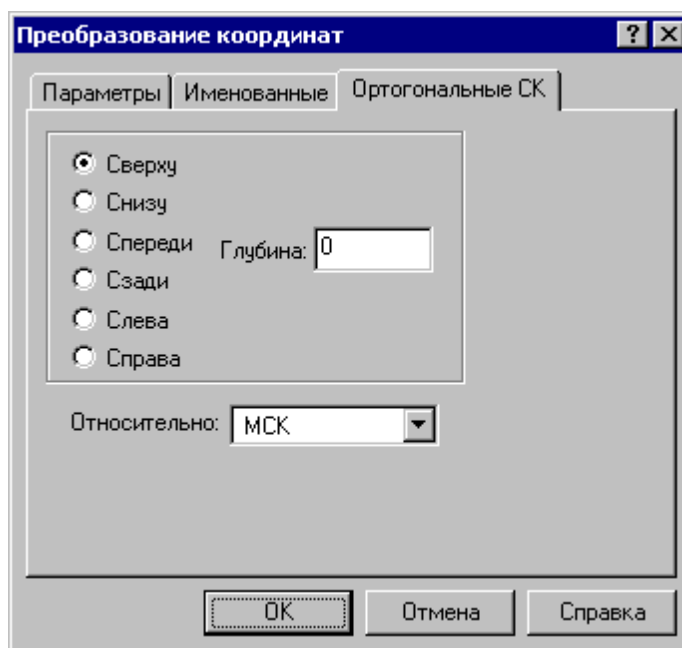 Преобразование координат
Параметры Именованные Ортогональные СК
Сверху
Снизу
Спереди Глубина: 0
Сзади
Слева
Справа
Относительно: МСК
OK Отмена Справка